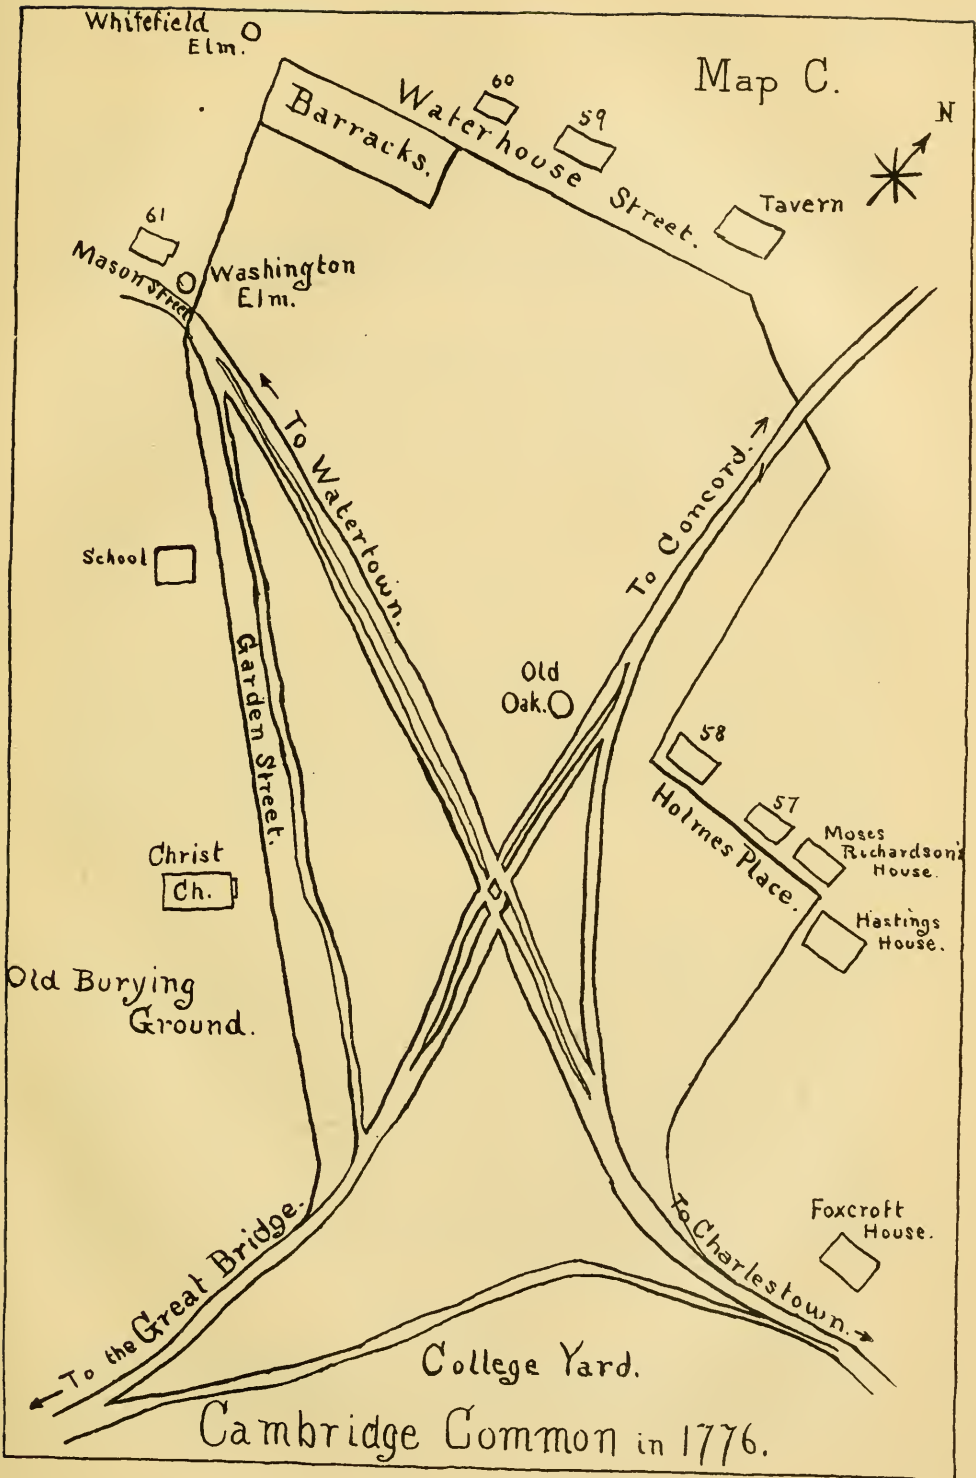 Whitefield
Elm.
Map C.
N
Barracks.
Waterhouse Street.
60
59
Tavern
61
Mason Street
Washington
Elm.
To Watertown.
To Concord.
School
Garden Street.
Old
Oak.
58
57
Holmes Place.
Moses
Richardson's
House.
Hastings
House.
Christ
Ch.
Old Burying
Ground.
To the Great Bridge.
To Charlestown.
Foxcroft
House.
College Yard.
Cambridge Common in 1776.